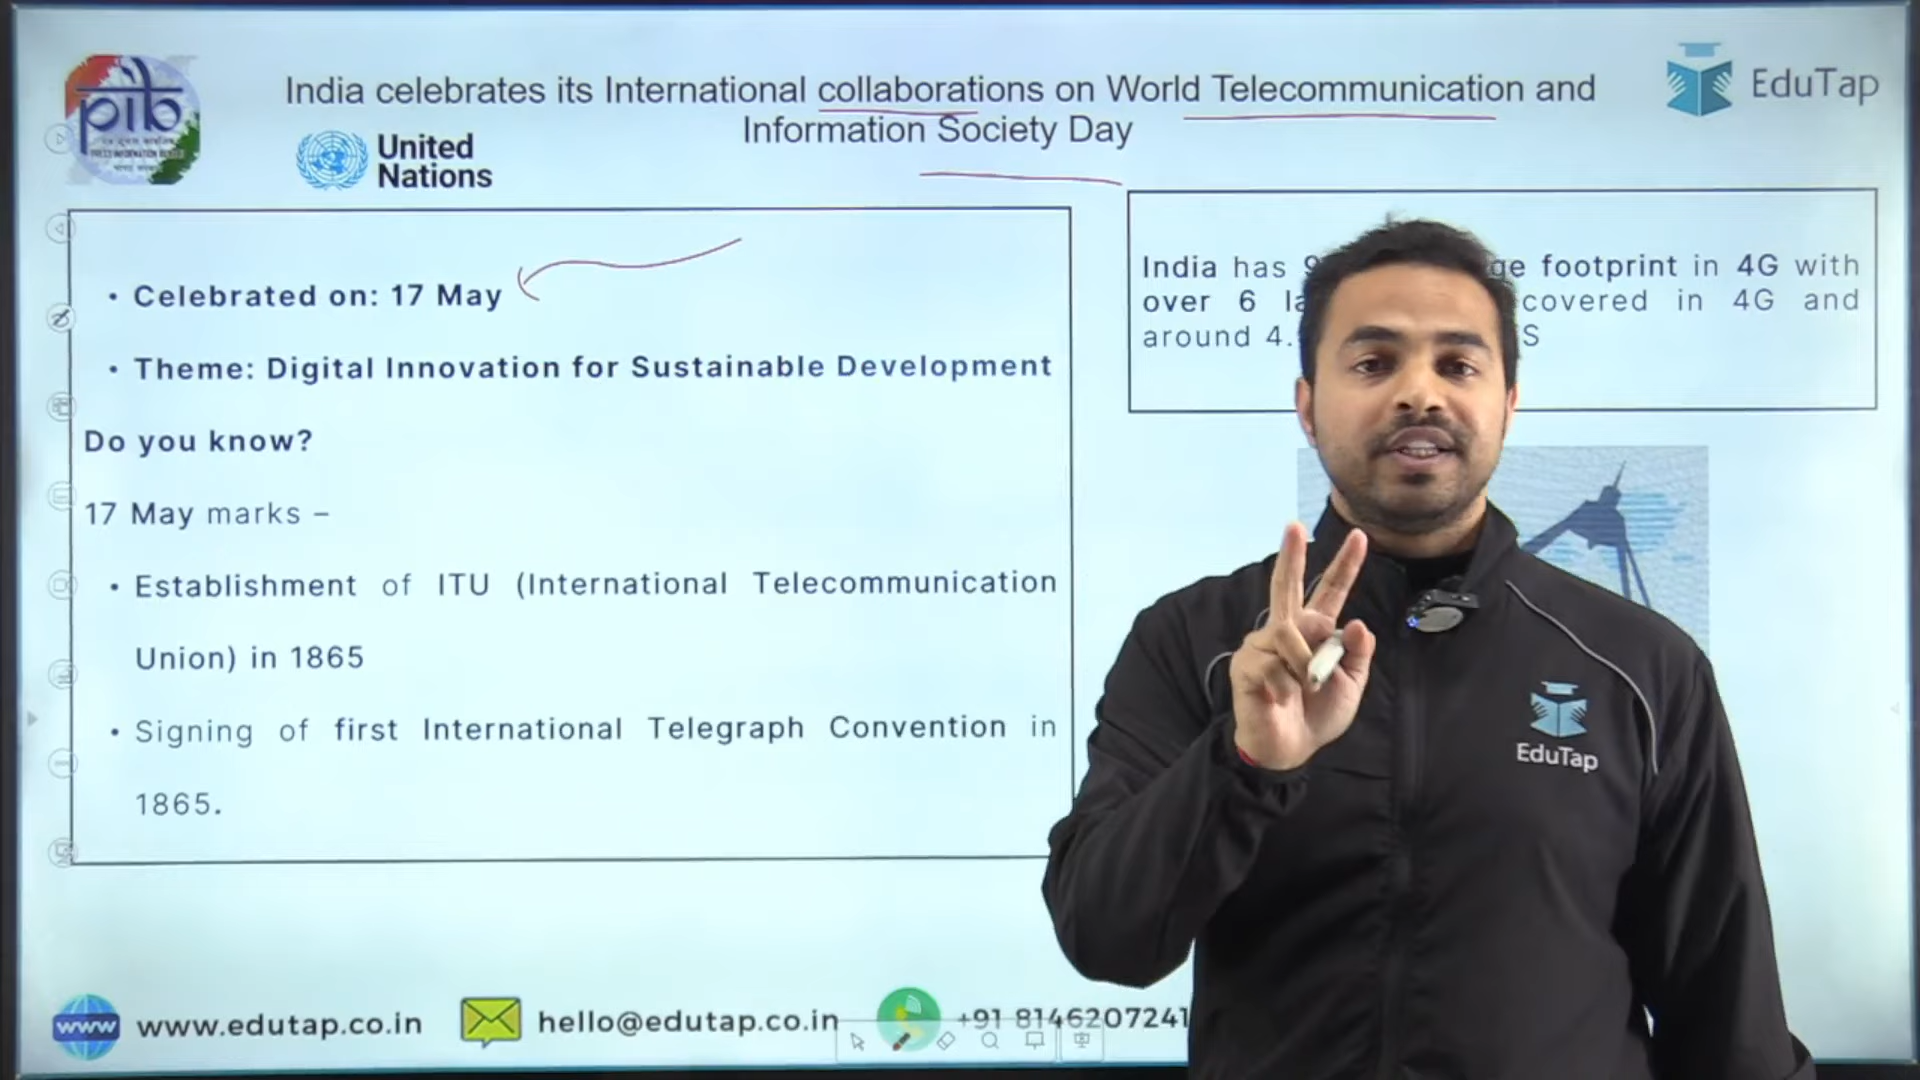 India celebrates its International collaborations on World Telecommunication and
Information Society Day
pib
EduTap
United
Nations
Celebrated on: 17 May
Theme: Digital Innovation for Sustainable Development
Do you know?
17 May marks –
Establishment of ITU (International Telecommunication
Union) in 1865
Signing of first International Telegraph Convention in
1865.
India has footprint in 4G with
over 6 covered in 4G and
around 4.
EduTap
www www.edutap.co.in
hello@edutap.co.in
+91 8146207241